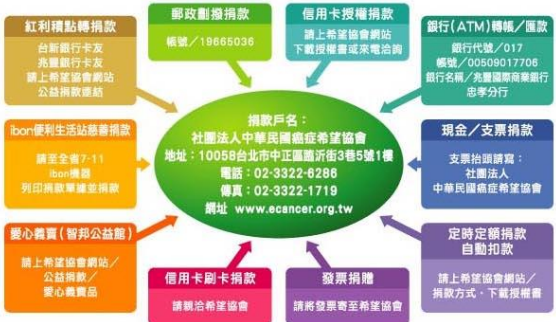 紅利積點轉捐款
台新銀行卡友
兆豐銀行卡友
請上希望協會網站
公益捐款連結
郵政劃撥捐款
帳號／19665036
信用卡授權捐款
請上希望協會網站
下載授權書或來電洽詢
銀行(ATM)轉帳／匯款
銀行代號／017
帳號／00509017706
銀行名稱／兆豐國際商業銀行
忠孝分行
ibon便利生活站慈善捐款
請至全省7-11
ibon機器
列印捐款單據並捐款
捐款戶名：
社團法人中華民國癌症希望協會
地址：10058台北市中正區臨沂街3巷5號1樓
電話：02-3322-6286
傳真：02-3322-1719
網址 www.ecancer.org.tw
現金／支票捐款
支票抬頭請寫：
社團法人
中華民國癌症希望協會
愛心義賣(智邦公益館)
請上希望協會網站／
公益捐款／
愛心義賣品
信用卡刷卡捐款
請親洽希望協會
發票捐贈
請將發票寄至希望協會
定時定額捐款
自動扣款
請上希望協會網站／
捐款方式．下載授權書